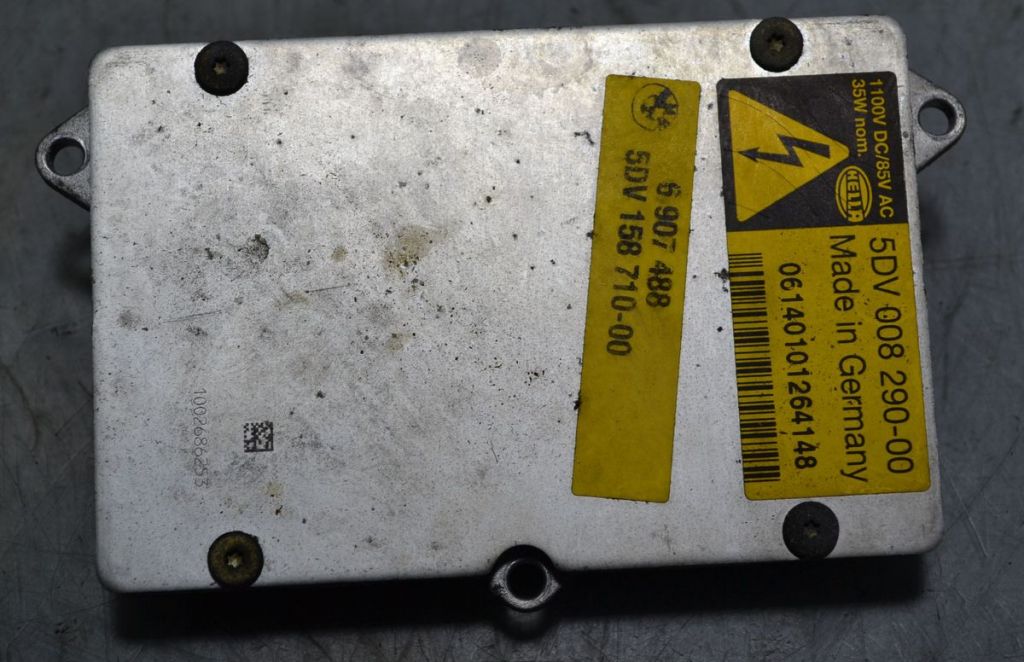 6 907 488
5DV 158 710-00
1100V DC/85V AC
35W nom.
HELLA
5DV 008 290-00
Made in Germany
06140101264148
1002686253